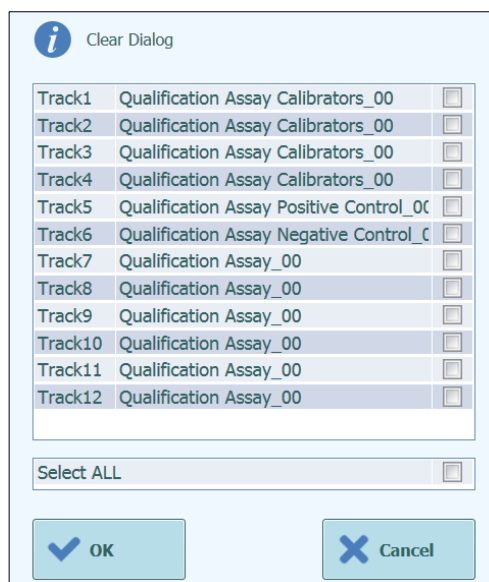 Clear Dialog
Track1 Qualification Assay Calibrators_00
Track2 Qualification Assay Calibrators_00
Track3 Qualification Assay Calibrators_00
Track4 Qualification Assay Calibrators_00
Track5 Qualification Assay Positive Control_00
Track6 Qualification Assay Negative Control_0
Track7 Qualification Assay_00
Track8 Qualification Assay_00
Track9 Qualification Assay_00
Track10 Qualification Assay_00
Track11 Qualification Assay_00
Track12 Qualification Assay_00
Select ALL
OK
Cancel